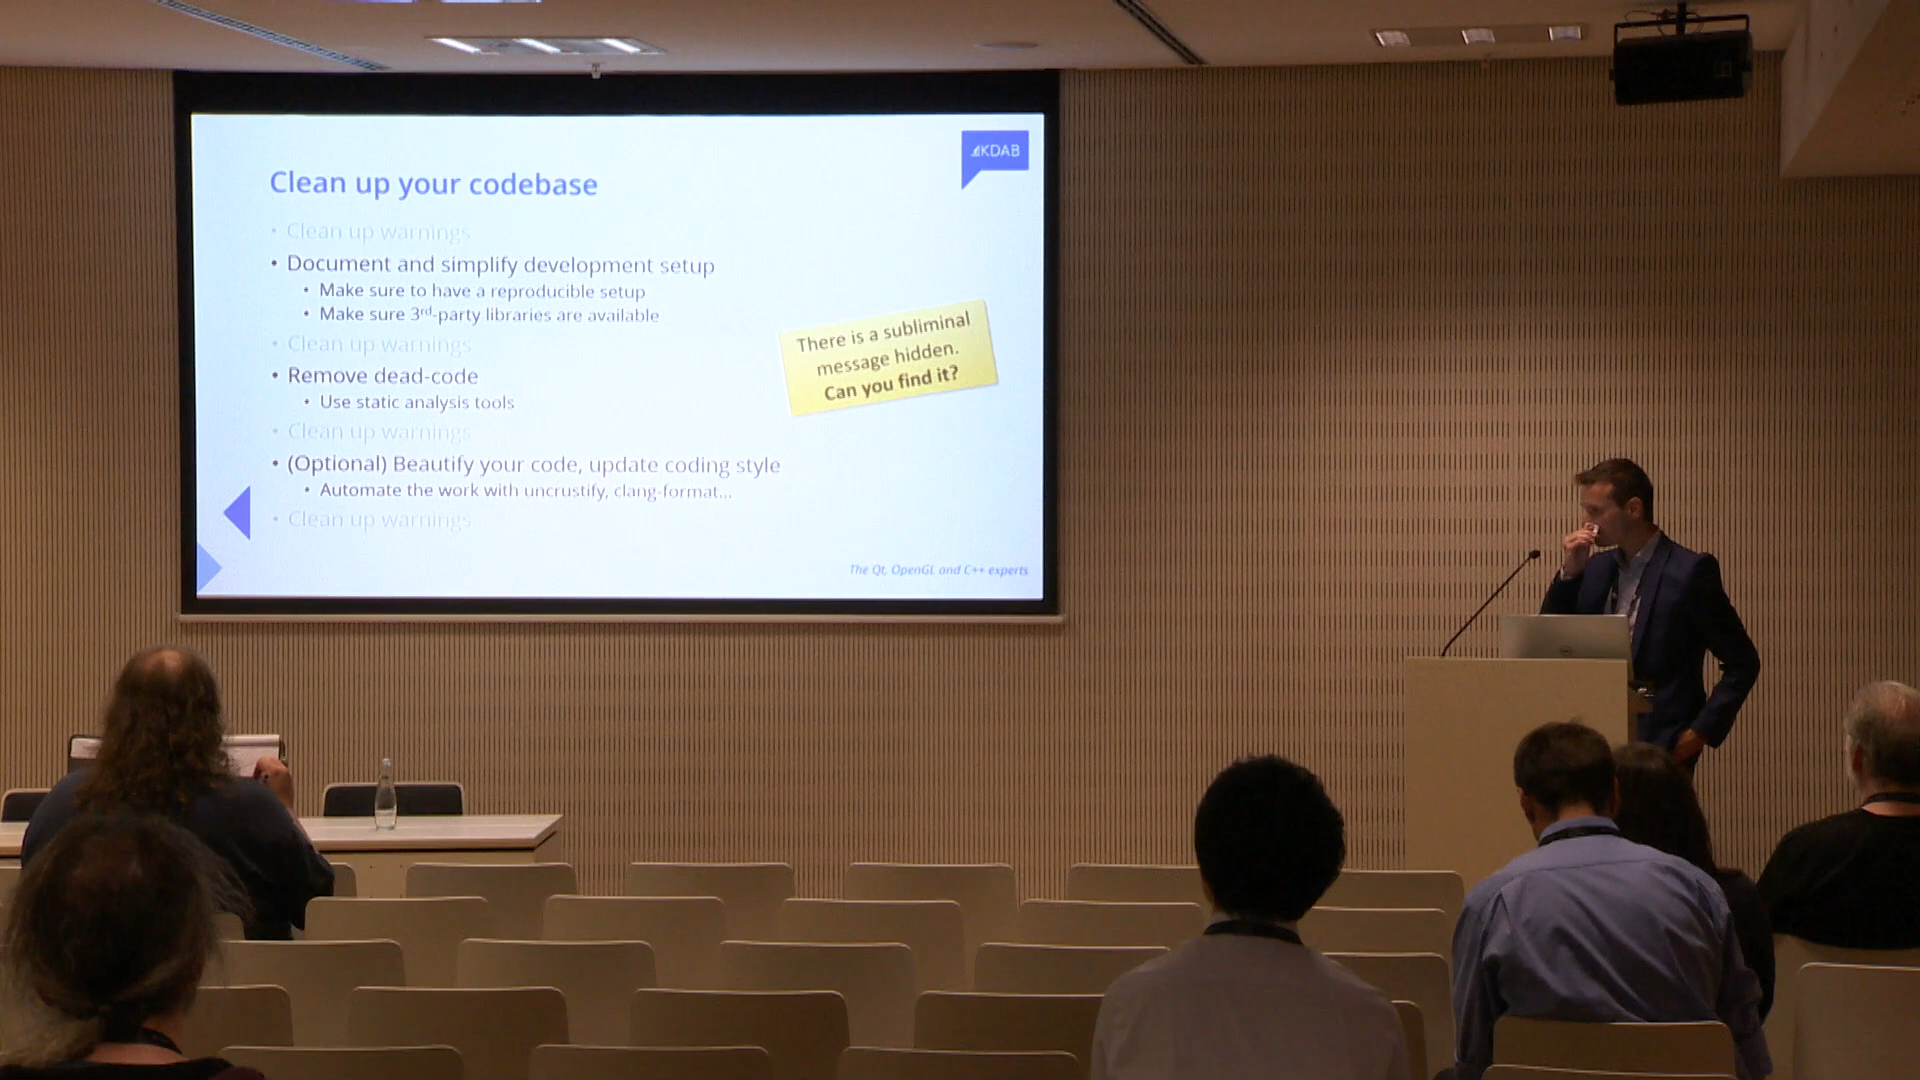 KDAB
Clean up your codebase
• Clean up warnings
• Document and simplify development setup
• Make sure to have a reproducible setup
• Make sure 3rd-party libraries are available
• Clean up warnings
• Remove dead-code
• Use static analysis tools
• Clean up warnings
• (Optional) Beautify your code, update coding style
• Automate the work with uncrustify, clang-format...
• Clean up warnings
There is a subliminal
message hidden.
Can you find it?
The Qt, OpenGL and C++ experts